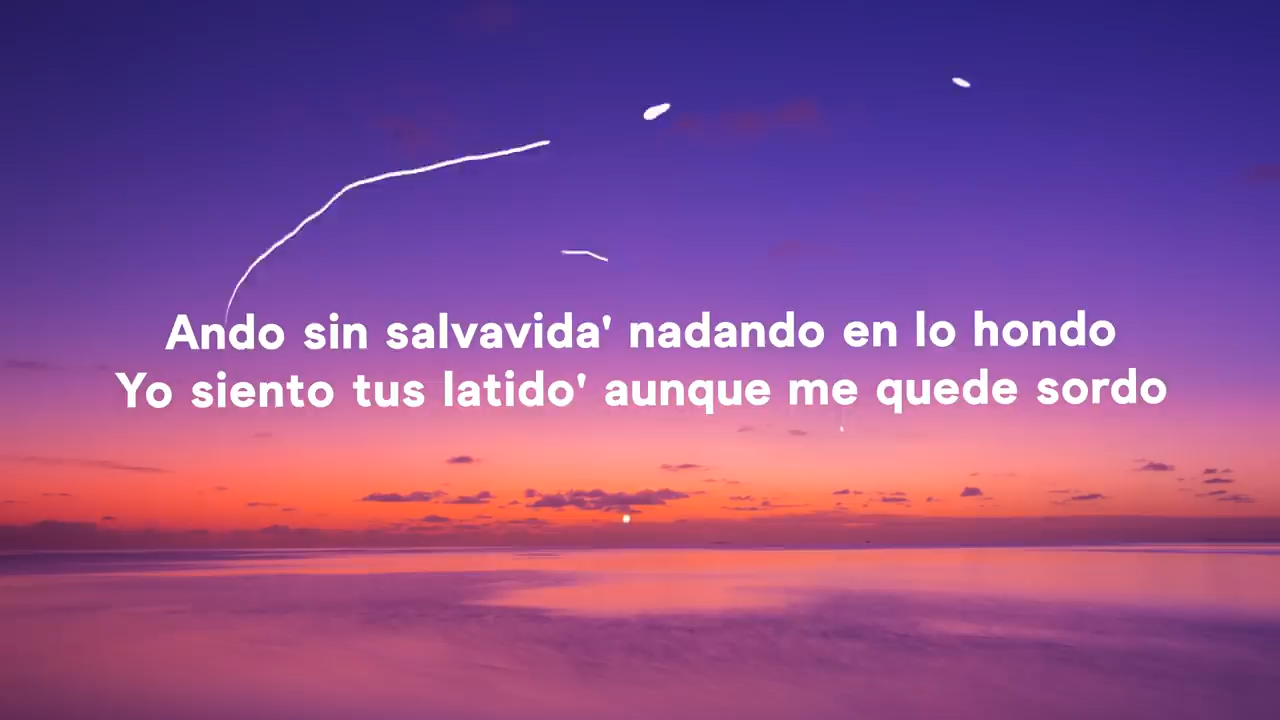 Ando sin salvavida' nadando en lo hondo
Yo siento tus latido' aunque me quede sordo